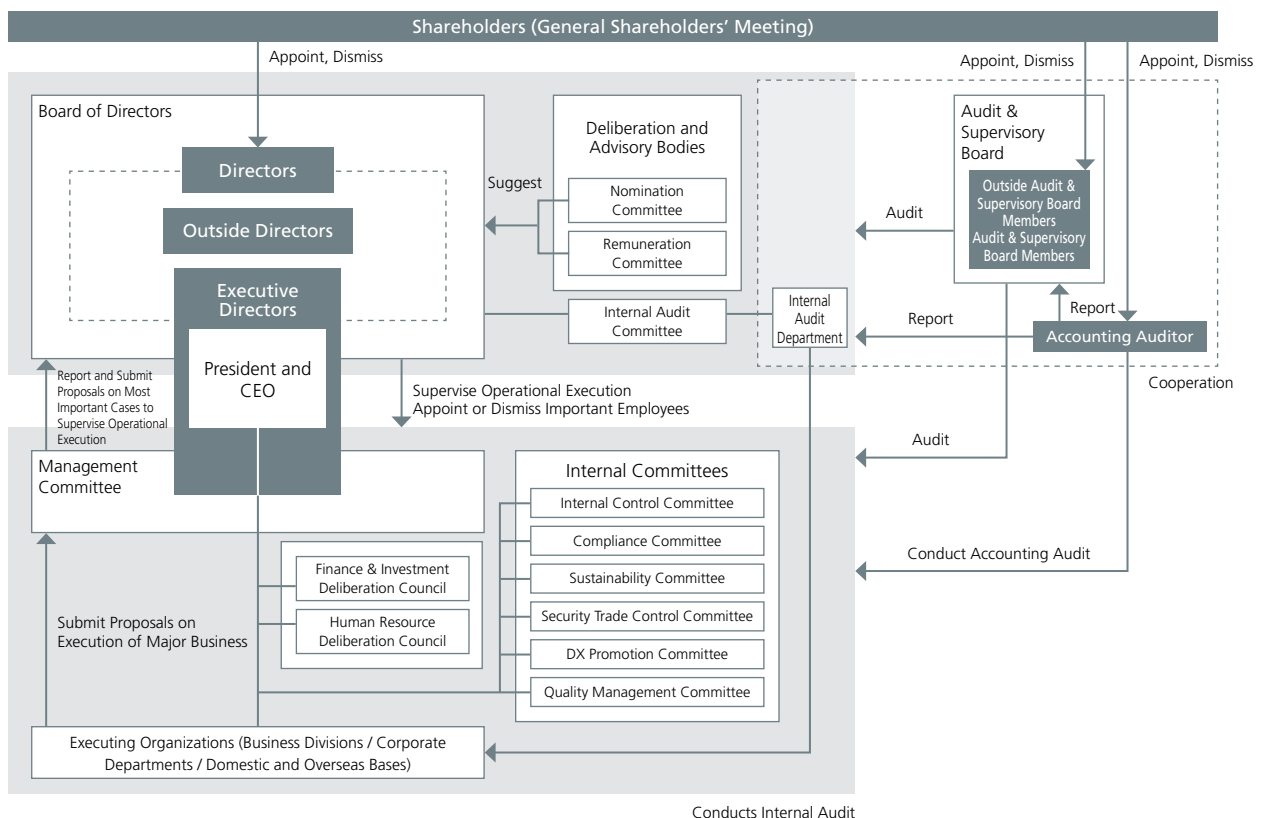 Shareholders (General Shareholders' Meeting)
Appoint, Dismiss
Appoint, Dismiss
Appoint, Dismiss
Board of Directors
Directors
Outside Directors
Executive
Directors
President and
CEO
Suggest
Deliberation and
Advisory Bodies
Nomination
Committee
Remuneration
Committee
Internal Audit
Committee
Internal
Audit
Department
Audit &
Supervisory
Board
Outside Audit &
Supervisory Board
Members
Audit & Supervisory
Board Members
Audit
Report
Report
Accounting Auditor
Cooperation
Report and Submit
Proposals on Most
Important Cases to
Supervise Operational
Execution
Supervise Operational Execution
Appoint or Dismiss Important Employees
Audit
Management
Committee
Internal Committees
Internal Control Committee
Compliance Committee
Sustainability Committee
Security Trade Control Committee
DX Promotion Committee
Quality Management Committee
Conduct Accounting Audit
Finance & Investment
Deliberation Council
Human Resource
Deliberation Council
Submit Proposals on
Execution of Major Business
Executing Organizations (Business Divisions / Corporate
Departments / Domestic and Overseas Bases)
Conducts Internal Audit